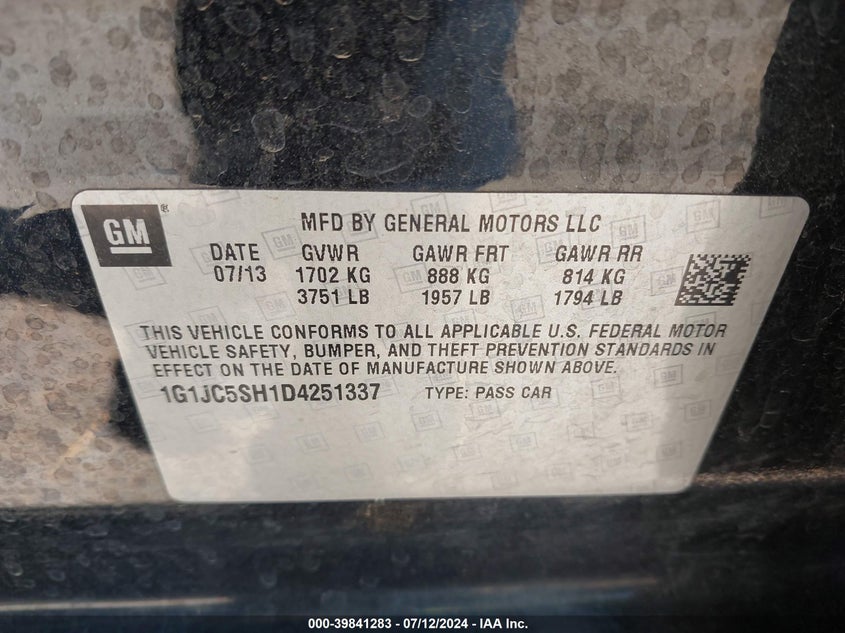 GM ®
MFD BY GENERAL MOTORS LLC
DATE GVWR GAWR FRT GAWR RR
07/13 1702 KG 888 KG 814 KG
3751 LB 1957 LB 1794 LB
THIS VEHICLE CONFORMS TO ALL APPLICABLE U.S. FEDERAL MOTOR
VEHICLE SAFETY, BUMPER, AND THEFT PREVENTION STANDARDS IN
EFFECT ON THE DATE OF MANUFACTURE SHOWN ABOVE.
1G1JC5SH1D4251337 TYPE: PASS CAR
000-39841283 - 07/12/2024 - IAA Inc.